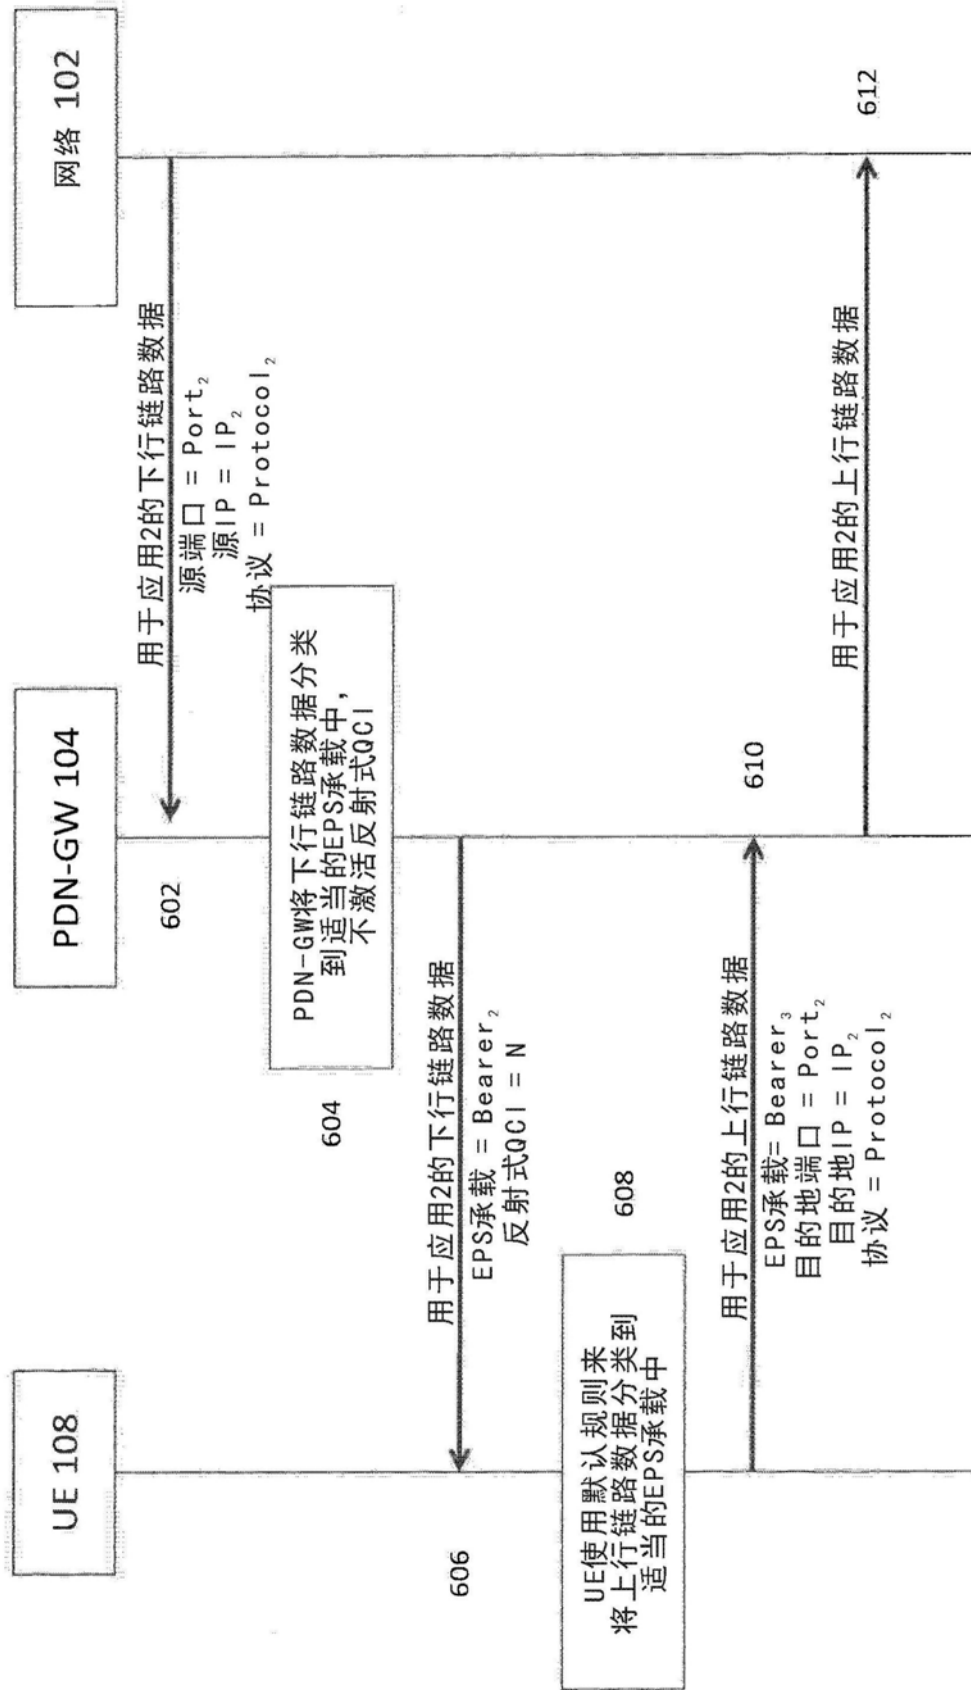 UE 108
PDN-GW 104
网络 102
用于应用2的下行链路数据
源端口 = Port₂
源IP = IP₂
协议 = Protocol₂
602
PDN-GW将下行链路数据分类
到适当的EPS承载中，
不激活反射式QCI
604
用于应用2的下行链路数据
EPS承载 = Bearer₂
反射式QCI = N
606
UE使用默认规则来
将上行链路数据分类到
适当的EPS承载中
608
用于应用2的上行链路数据
EPS承载= Bearer₃
目的地端口 = Port₂
目的地IP = IP₂
协议 = Protocol₂
610
用于应用2的上行链路数据
612